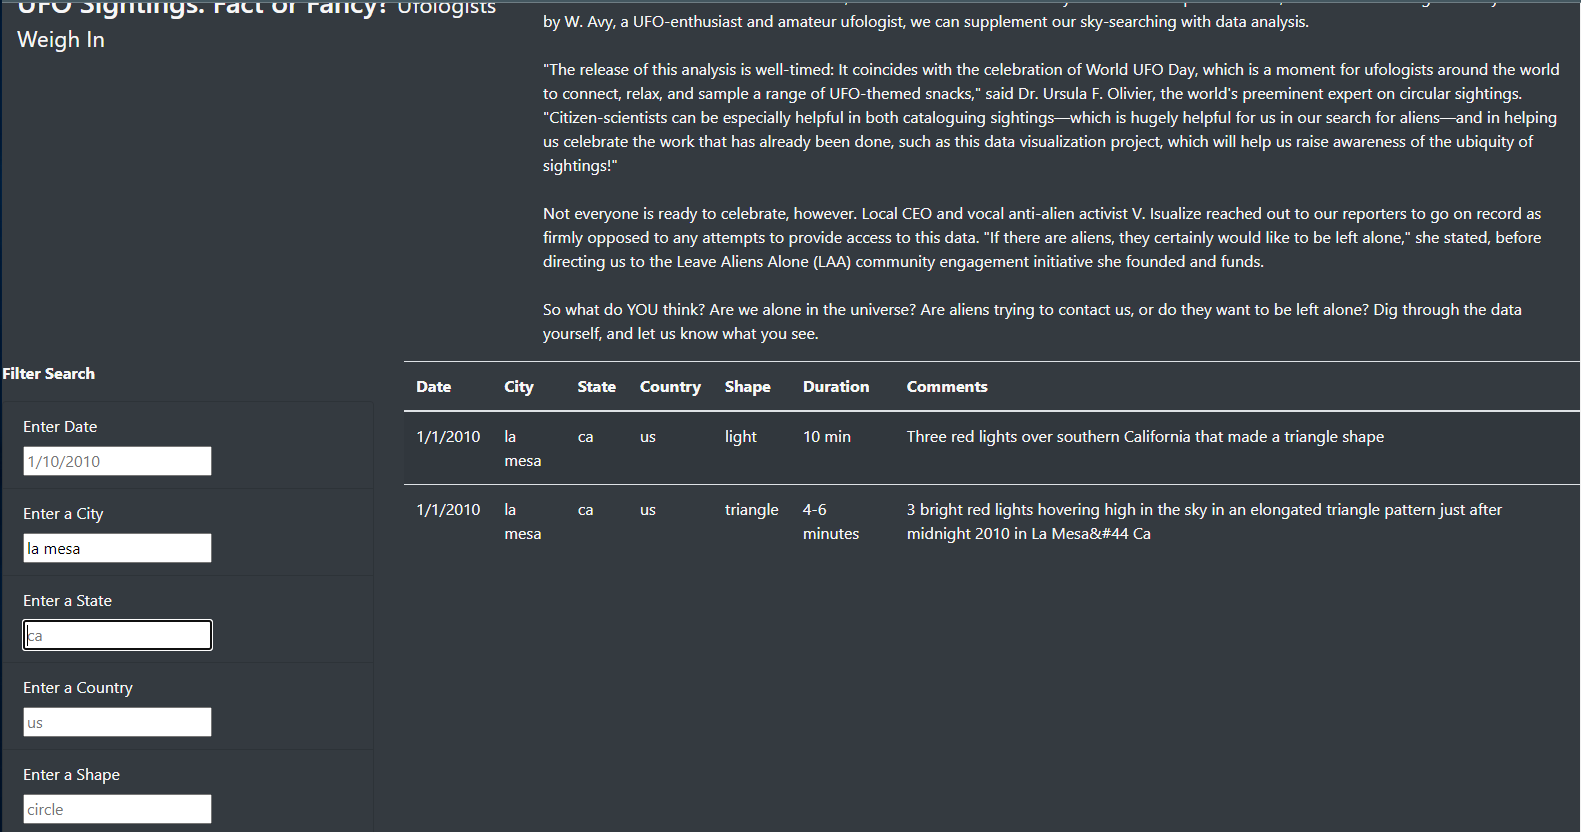 UFO Sightings: Fact or Fancy? Ufologists
Weigh In
by W. Avy, a UFO-enthusiast and amateur ufologist, we can supplement our sky-searching with data analysis.
"The release of this analysis is well-timed: It coincides with the celebration of World UFO Day, which is a moment for ufologists around the world
to connect, relax, and sample a range of UFO-themed snacks," said Dr. Ursula F. Olivier, the world's preeminent expert on circular sightings.
"Citizen-scientists can be especially helpful in both cataloguing sightings—which is hugely helpful for us in our search for aliens—and in helping
us celebrate the work that has already been done, such as this data visualization project, which will help us raise awareness of the ubiquity of
sightings!"
Not everyone is ready to celebrate, however. Local CEO and vocal anti-alien activist V. Isualize reached out to our reporters to go on record as
firmly opposed to any attempts to provide access to this data. "If there are aliens, they certainly would like to be left alone," she stated, before
directing us to the Leave Aliens Alone (LAA) community engagement initiative she founded and funds.
So what do YOU think? Are we alone in the universe? Are aliens trying to contact us, or do they want to be left alone? Dig through the data
yourself, and let us know what you see.
Filter Search
Enter Date
1/10/2010
Enter a City
la mesa
Enter a State
ca
Enter a Country
us
Enter a Shape
circle
Date City State Country Shape Duration Comments
1/1/2010 la ca us light 10 min Three red lights over southern California that made a triangle shape
mesa
1/1/2010 la ca us triangle 4-6 3 bright red lights hovering high in the sky in an elongated triangle pattern just after
mesa minutes midnight 2010 in La Mesa&#44 Ca